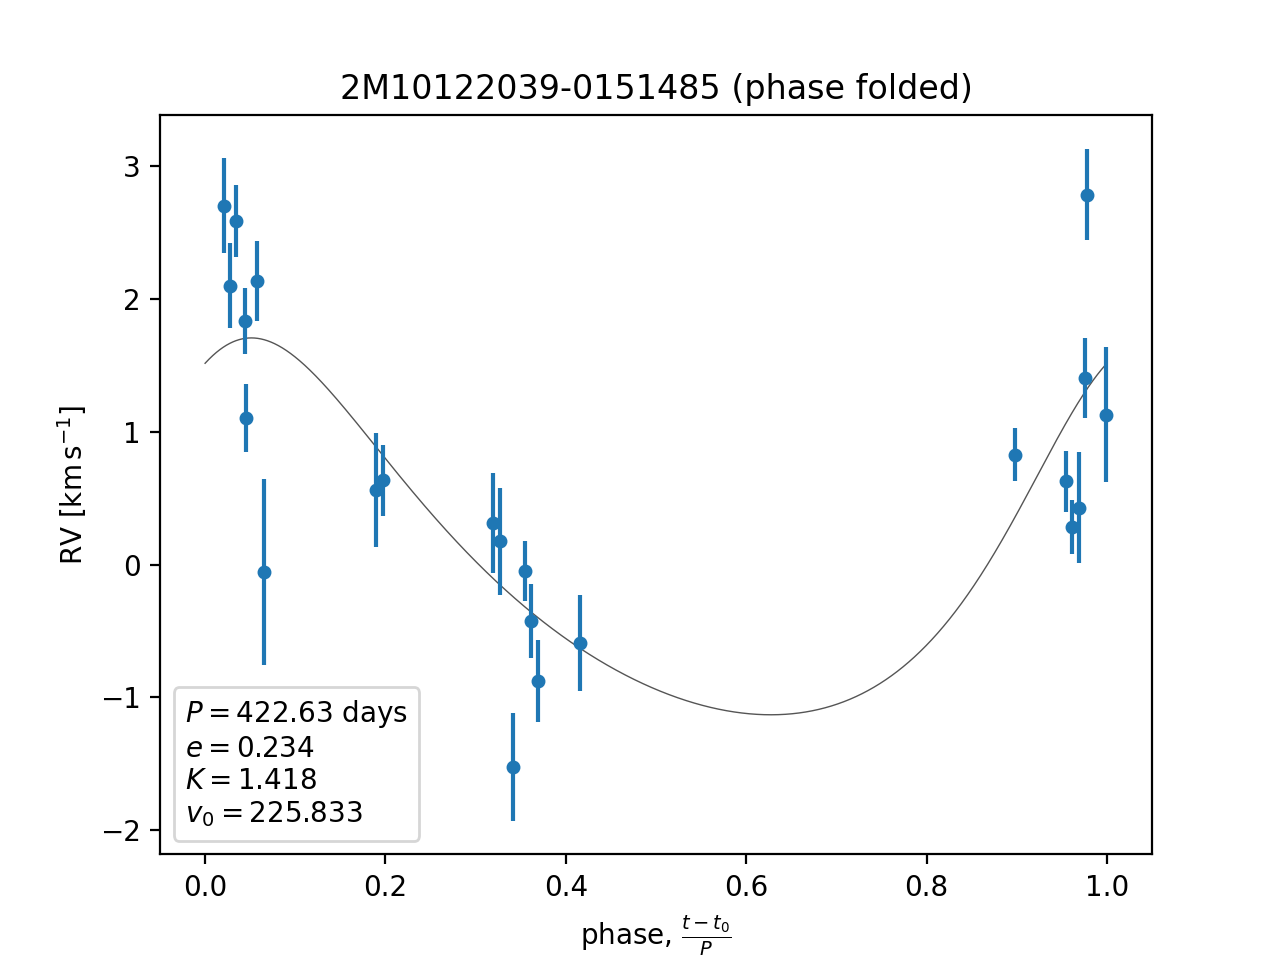 2M10122039-0151485 (phase folded)
3
2
1
0
−1
−2
RV [km s⁻¹]
P = 422.63 days
e = 0.234
K = 1.418
v₀ = 225.833
0.0 0.2 0.4 0.6 0.8 1.0
phase, (t − t₀)/P